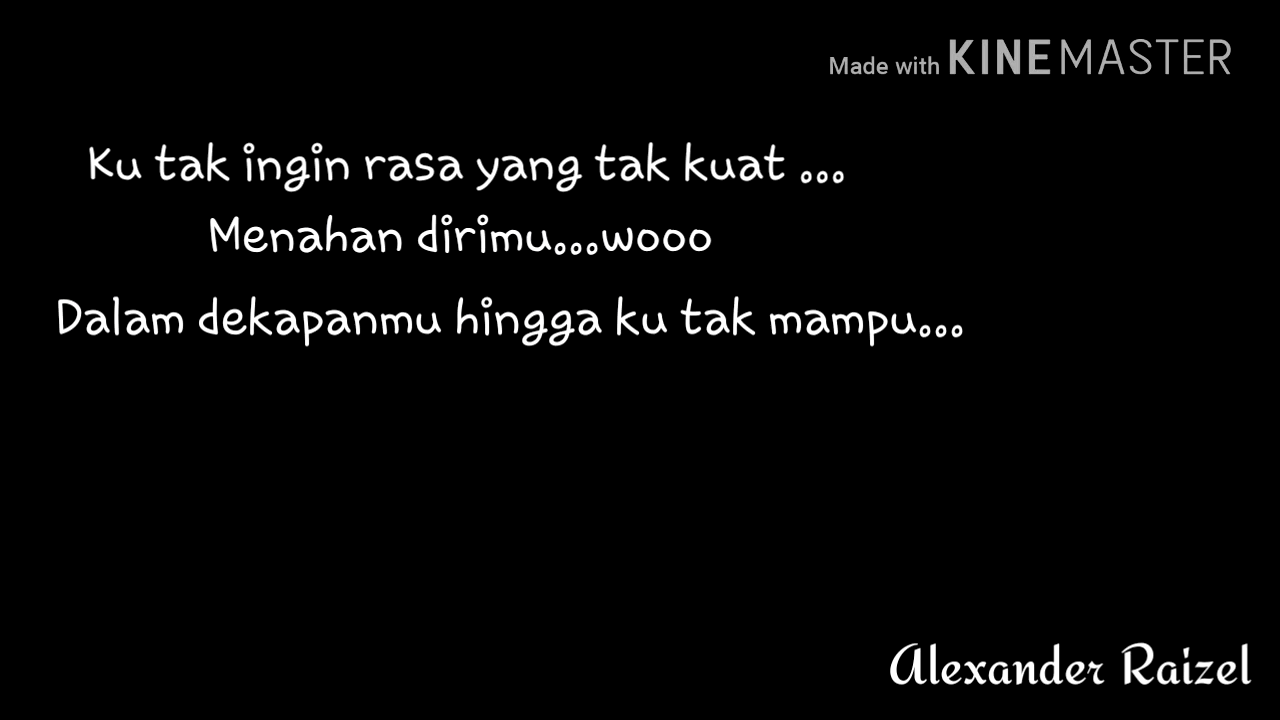 Made with KINEMASTER
Ku tak ingin rasa yang tak kuat ...
Menahan dirimu...wooo
Dalam dekapanmu hingga ku tak mampu...
Alexander Raizel